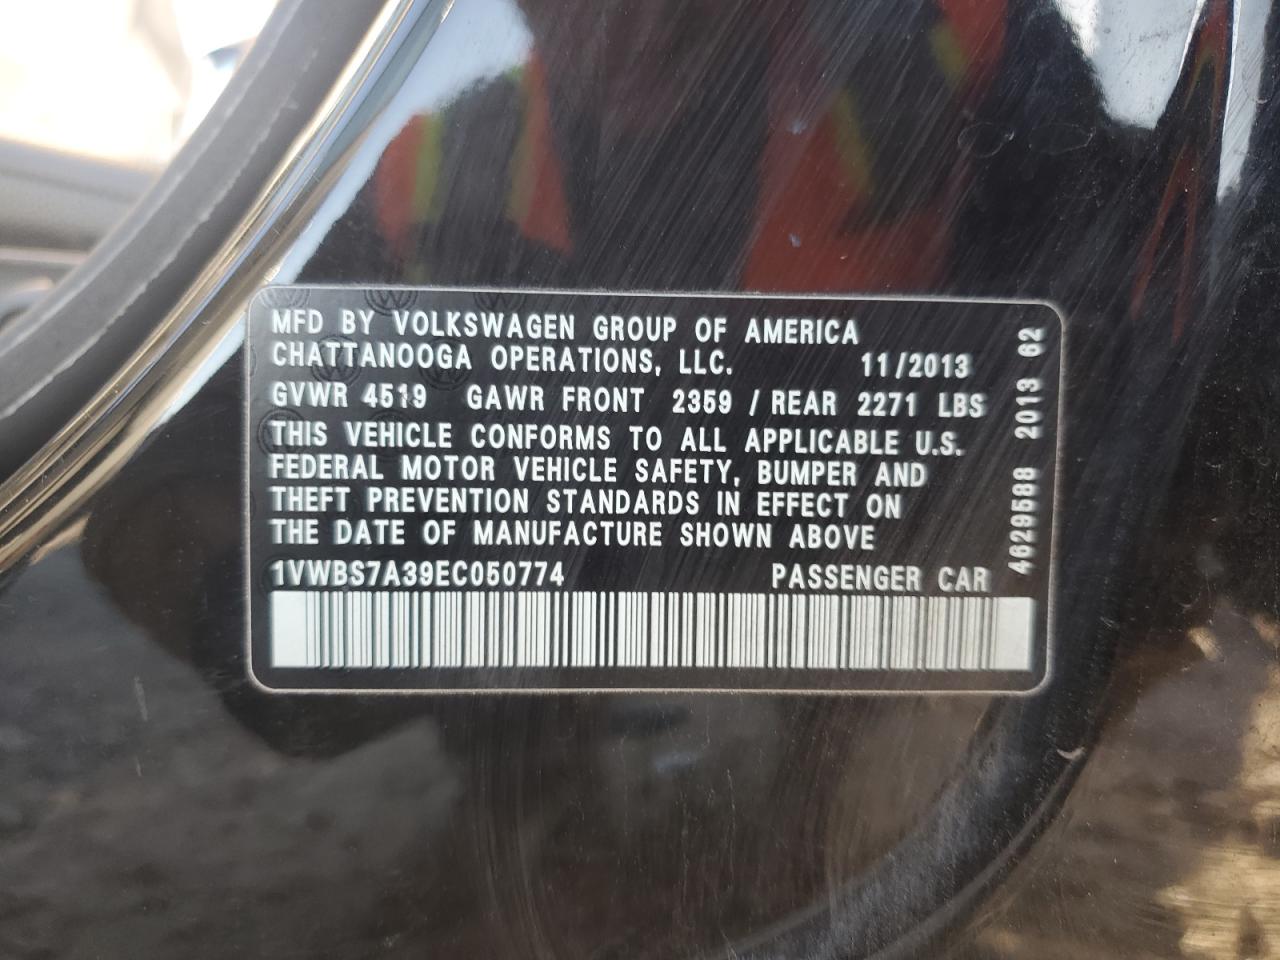 MFD BY VOLKSWAGEN GROUP OF AMERICA
CHATTANOOGA OPERATIONS, LLC. 11/2013
GVWR 4519 GAWR FRONT 2359 / REAR 2271 LBS
THIS VEHICLE CONFORMS TO ALL APPLICABLE U.S.
FEDERAL MOTOR VEHICLE SAFETY, BUMPER AND
THEFT PREVENTION STANDARDS IN EFFECT ON
THE DATE OF MANUFACTURE SHOWN ABOVE
1VWBS7A39EC050774 PASSENGER CAR
4629588 2013 62